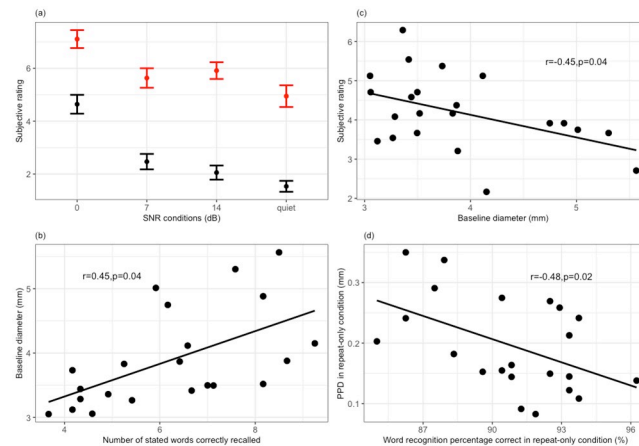 (a)
Subjective rating
6
4
2
0
7
14
quiet
SNR conditions (dB)
(b)
Baseline diameter (mm)
r=0.45,p=0.04
5
4
3
4
6
8
Number of stated words correctly recalled
(c)
Subjective rating
r=-0.45,p=0.04
6
5
4
3
2
3
4
5
Baseline diameter (mm)
(d)
PPD in repeat-only condition (mm)
r=-0.48,p=0.02
0.3
0.2
0.1
87
90
93
96
Word recognition percentage correct in repeat-only condition (%)